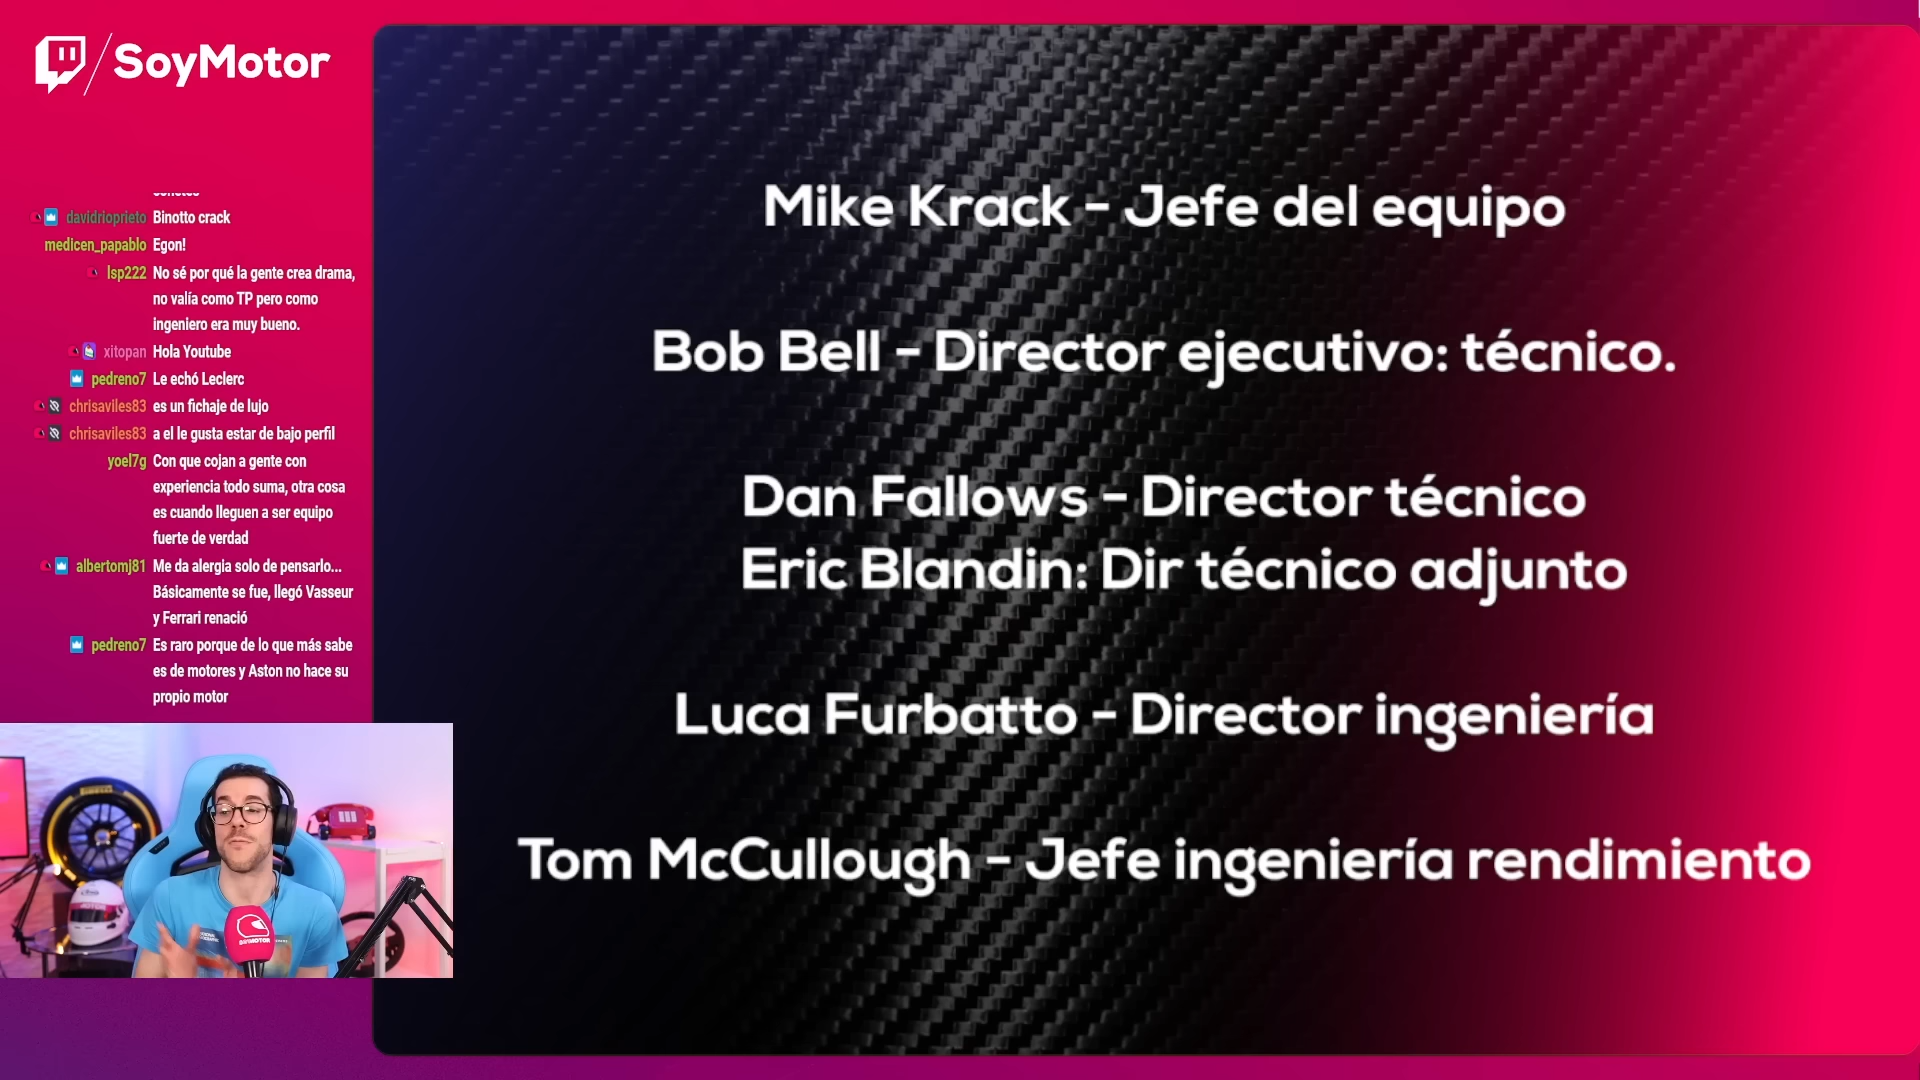 SoyMotor
davidrioprieto Binotto crack
medicen_papablo Egon!
lsp222 No sé por qué la gente crea drama,
no valía como TP pero como
ingeniero era muy bueno.
xitopan Hola Youtube
pedreno7 Le echó Leclerc
chrisaviles83 es un fichaje de lujo
chrisaviles83 a el le gusta estar de bajo perfil
yoel7g Con que cojan a gente con
experiencia todo suma, otra cosa
es cuando lleguen a ser equipo
fuerte de verdad
albertomj81 Me da alergia solo de pensarlo...
Básicamente se fue, llegó Vasseur
y Ferrari renació
pedreno7 Es raro porque de lo que más sabe
es de motores y Aston no hace su
propio motor
Mike Krack - Jefe del equipo
Bob Bell - Director ejecutivo: técnico.
Dan Fallows - Director técnico
Eric Blandin: Dir técnico adjunto
Luca Furbatto - Director ingeniería
Tom McCullough - Jefe ingeniería rendimiento